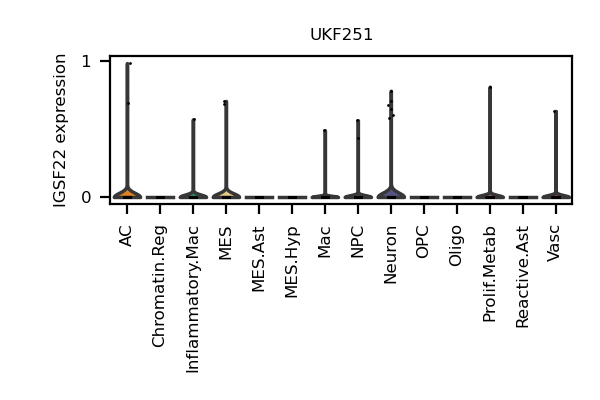 UKF251
IGSF22 expression
1
0
AC
Chromatin.Reg
Inflammatory.Mac
MES
MES.Ast
MES.Hyp
Mac
NPC
Neuron
OPC
Oligo
Prolif.Metab
Reactive.Ast
Vasc